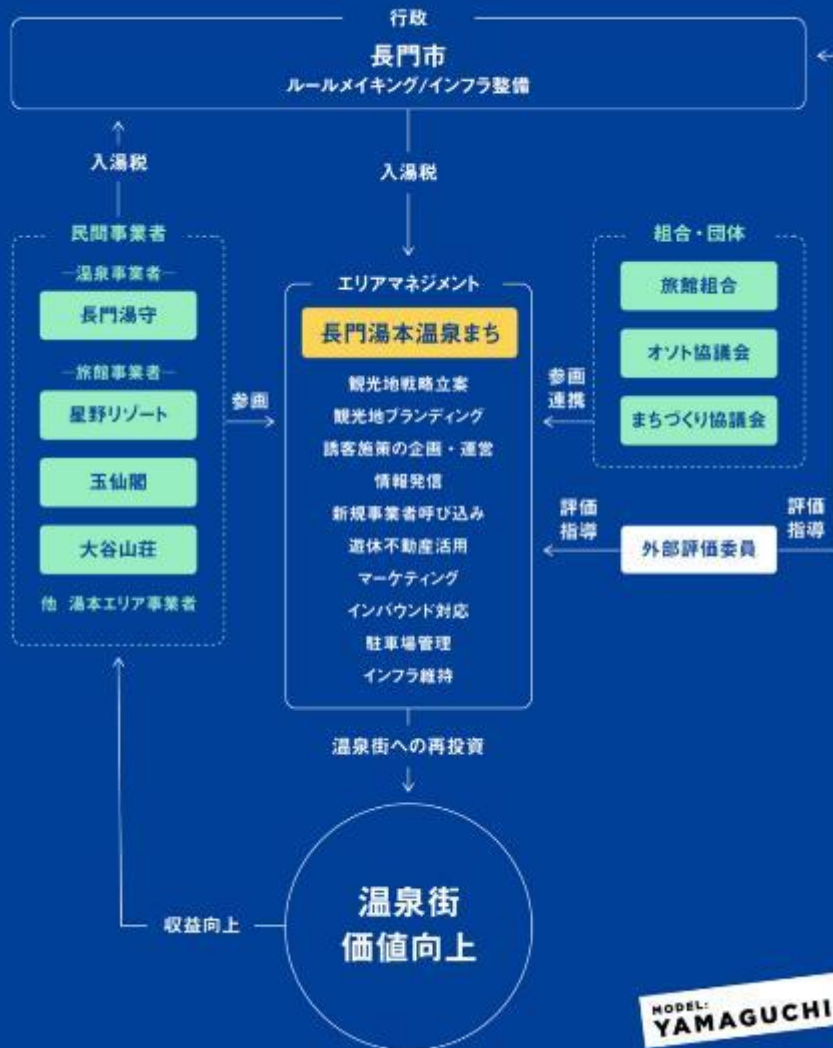 行政
長門市
ルールメイキング/インフラ整備
入湯税
入湯税
民間事業者
―温泉事業者―
長門湯守
―旅館事業者―
星野リゾート
玉仙閣
大谷山荘
他 湯本エリア事業者
参画
エリアマネジメント
長門湯本温泉まち
観光地戦略立案
観光地ブランディング
誘客施策の企画・運営
情報発信
新規事業者呼び込み
遊休不動産活用
マーケティング
インバウンド対応
駐車場管理
インフラ維持
組合・団体
旅館組合
オソト協議会
まちづくり協議会
参画
連携
評価
指導
外部評価委員
評価
指導
温泉街への再投資
温泉街
価値向上
収益向上
MODEL:
YAMAGUCHI